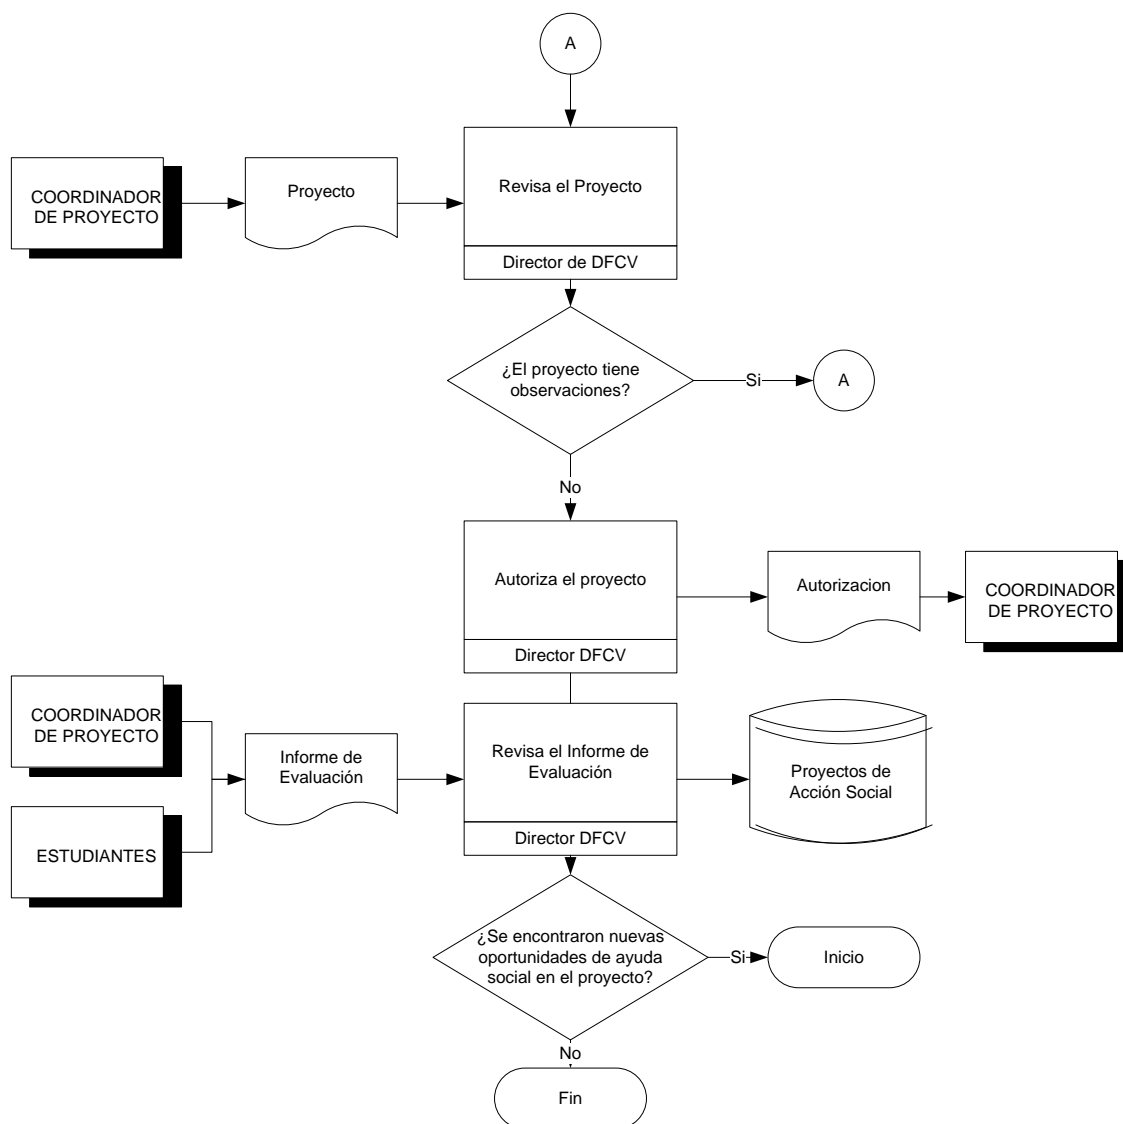 A
COORDINADOR
DE PROYECTO
Proyecto
Revisa el Proyecto
Director de DFCV
¿El proyecto tiene
observaciones?
Si
A
No
Autoriza el proyecto
Director DFCV
Autorizacion
COORDINADOR
DE PROYECTO
COORDINADOR
DE PROYECTO
ESTUDIANTES
Informe de
Evaluación
Revisa el Informe de
Evaluación
Director DFCV
Proyectos de
Acción Social
¿Se encontraron nuevas
oportunidades de ayuda
social en el proyecto?
Si
Inicio
No
Fin